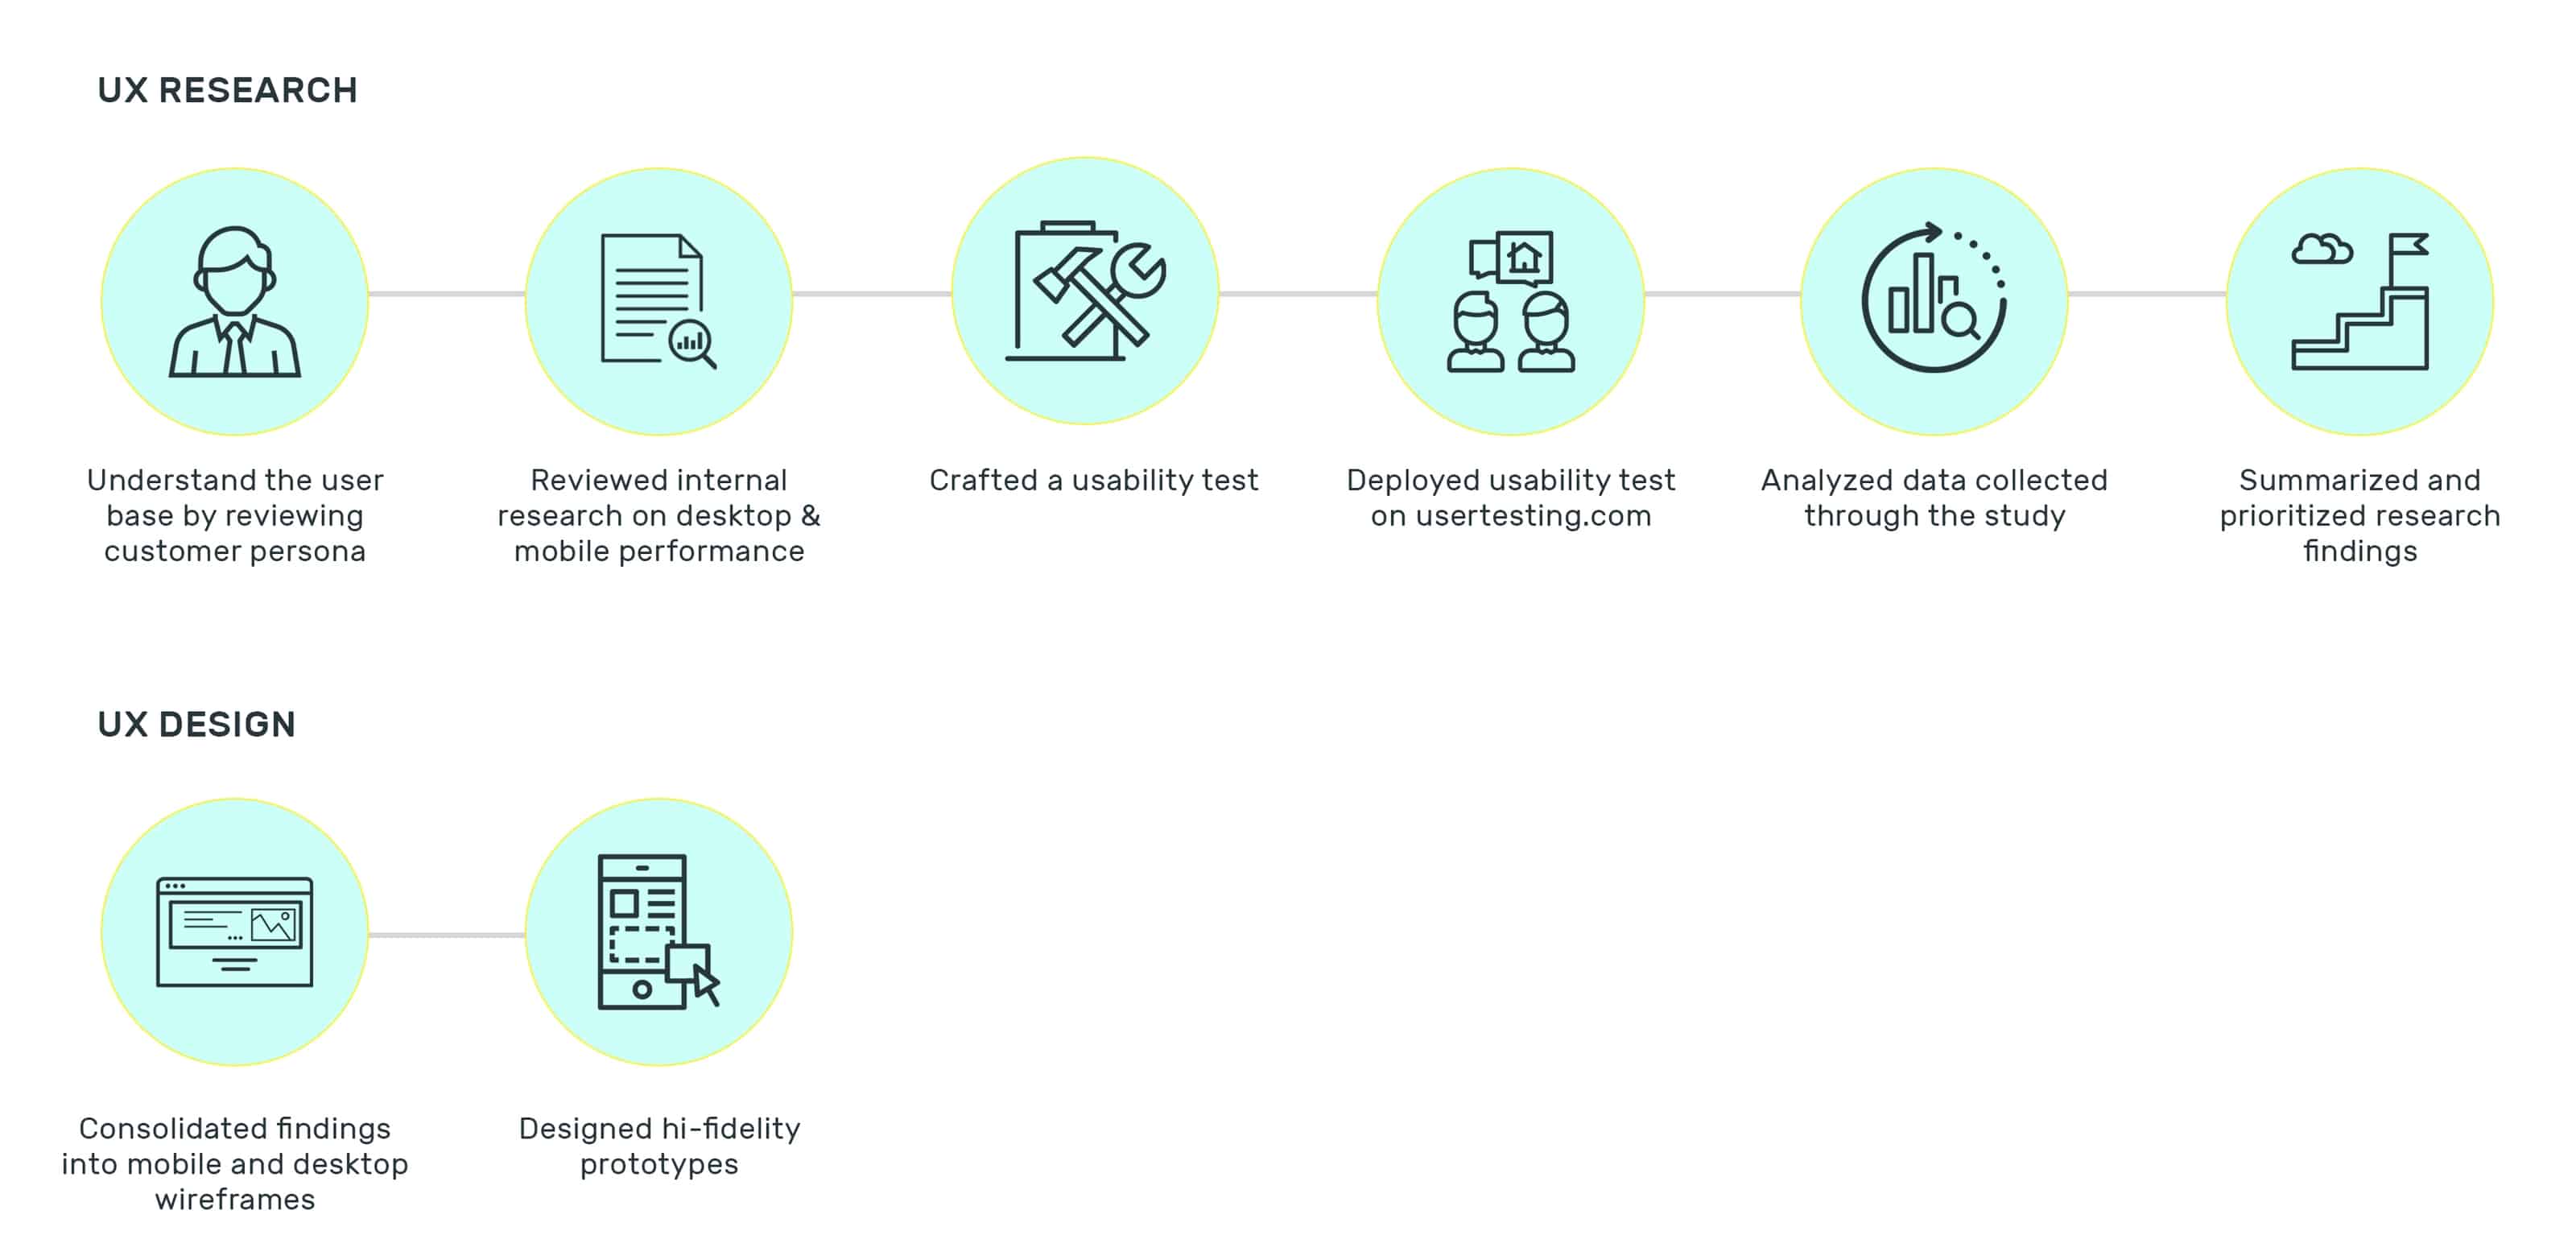 UX RESEARCH
Understand the user
base by reviewing
customer persona
Reviewed internal
research on desktop &
mobile performance
Crafted a usability test
Deployed usability test
on usertesting.com
Analyzed data collected
through the study
Summarized and
prioritized research
findings
UX DESIGN
Consolidated findings
into mobile and desktop
wireframes
Designed hi-fidelity
prototypes